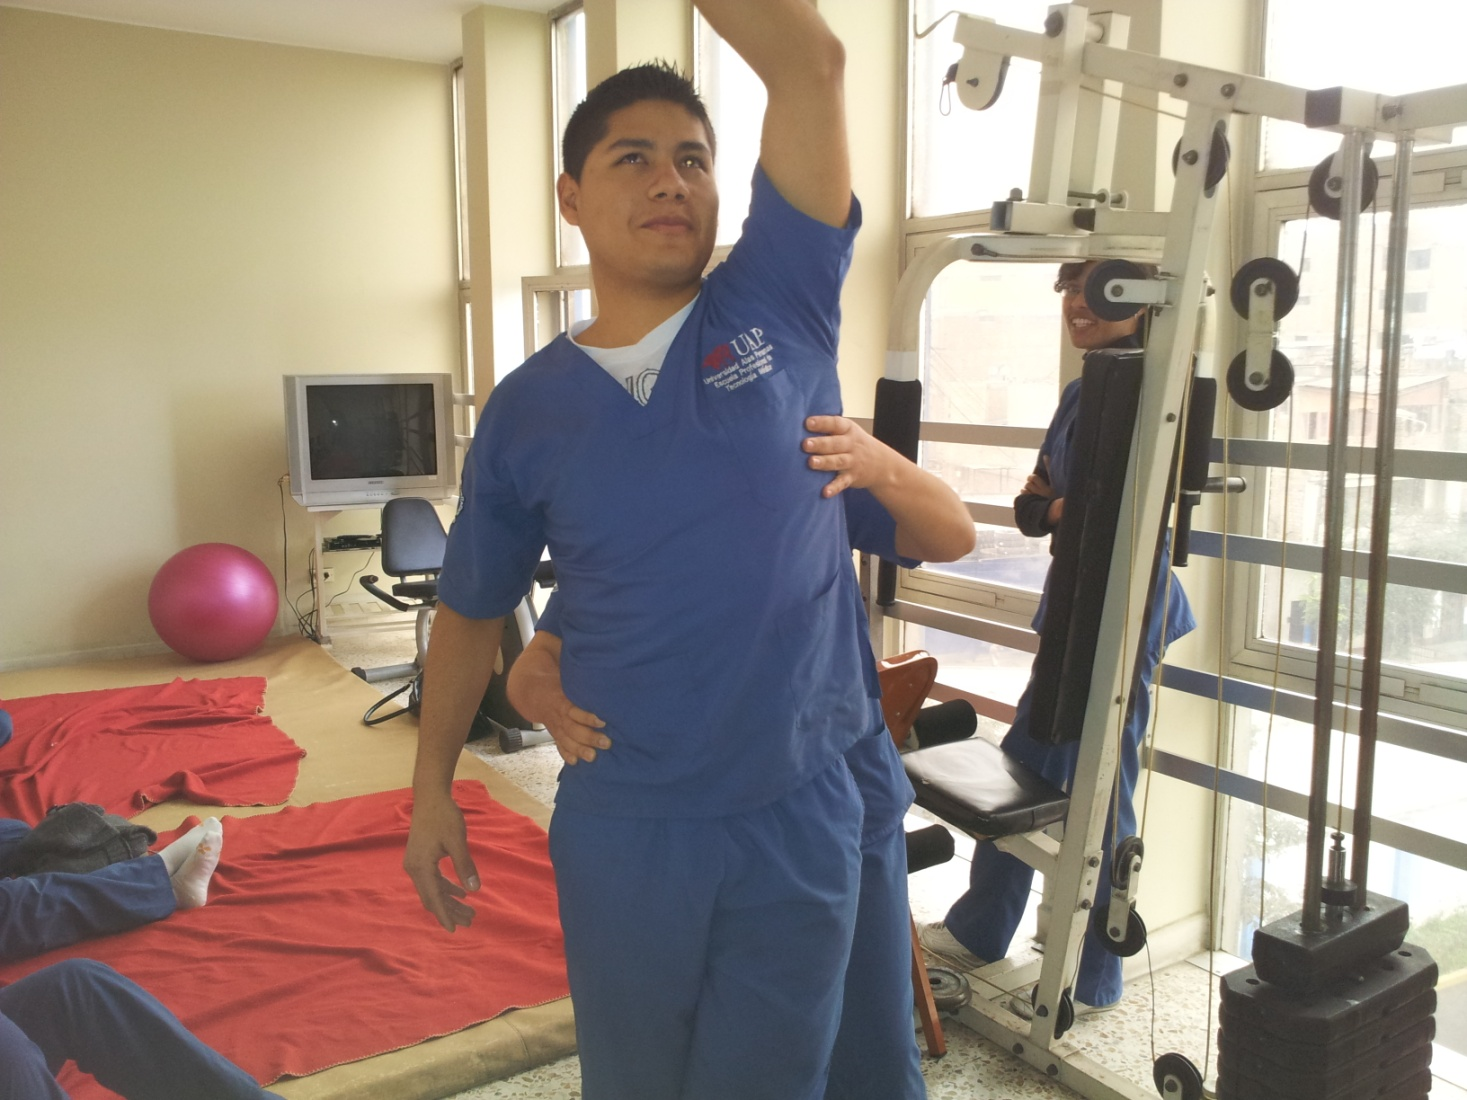 UAP
Universidad Alas Peruanas
Escuela Profesional de
Tecnología Médica